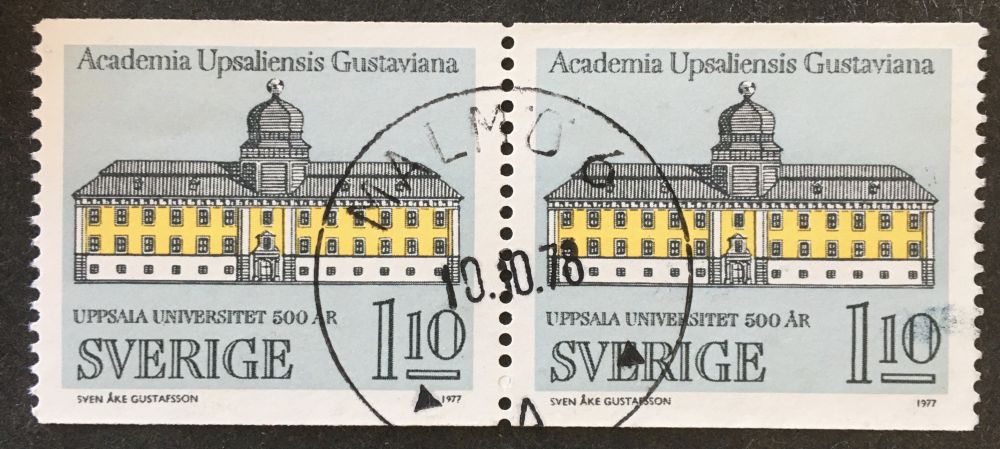 Academia Upsaliensis Gustaviana
UPPSALA UNIVERSITET 500 ÅR
SVERIGE
1 10
SVEN ÅKE GUSTAFSSON
1977
Academia Upsaliensis Gustaviana
UPPSALA UNIVERSITET 500 ÅR
SVERIGE
1 10
SVEN ÅKE GUSTAFSSON
1977
MALMÖ
10.10.78